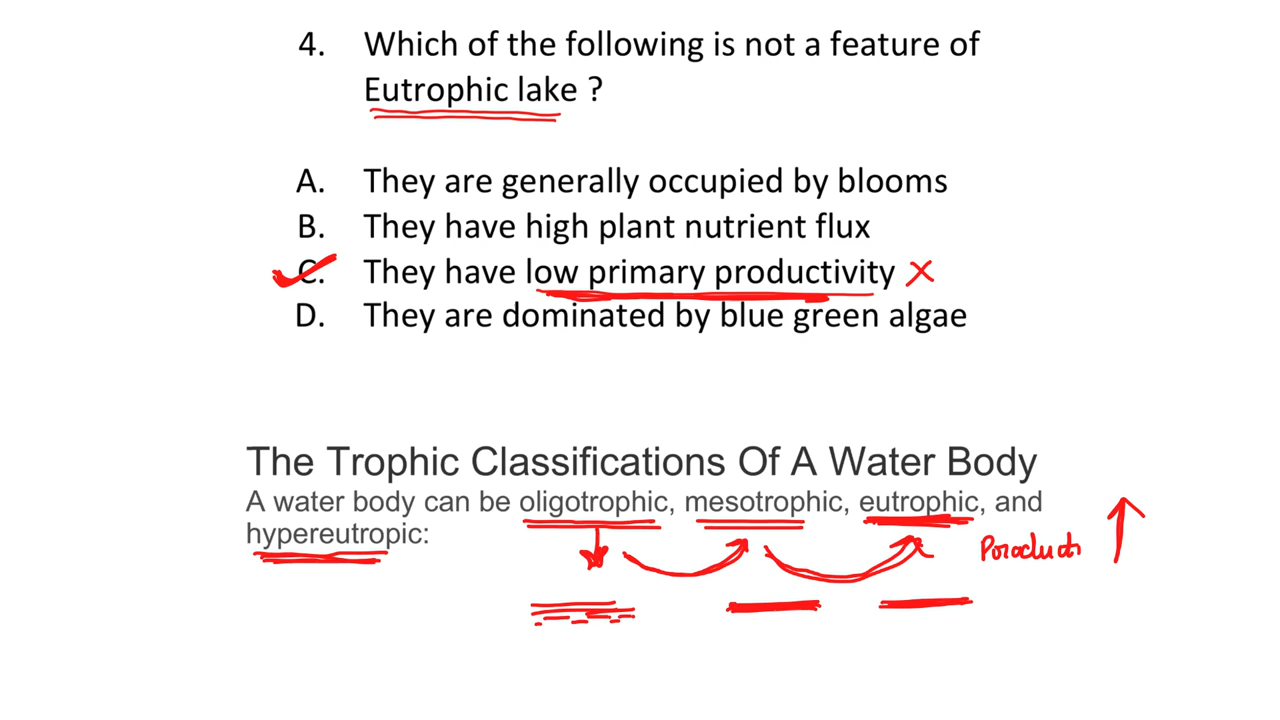 4. Which of the following is not a feature of
Eutrophic lake ?
A. They are generally occupied by blooms
B. They have high plant nutrient flux
C. They have low primary productivity
D. They are dominated by blue green algae
The Trophic Classifications Of A Water Body
A water body can be oligotrophic, mesotrophic, eutrophic, and
hypereutropic: